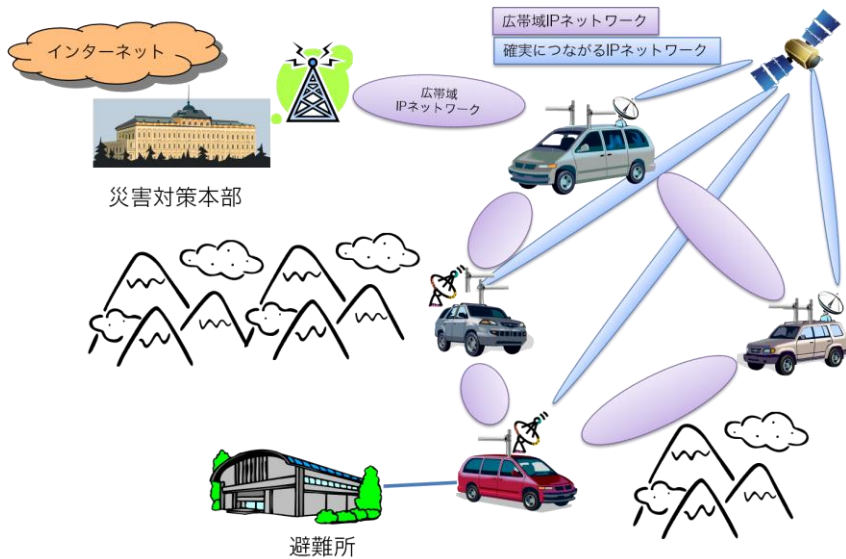 広帯域IPネットワーク
確実につながるIPネットワーク
インターネット
広帯域
IPネットワーク
災害対策本部
避難所